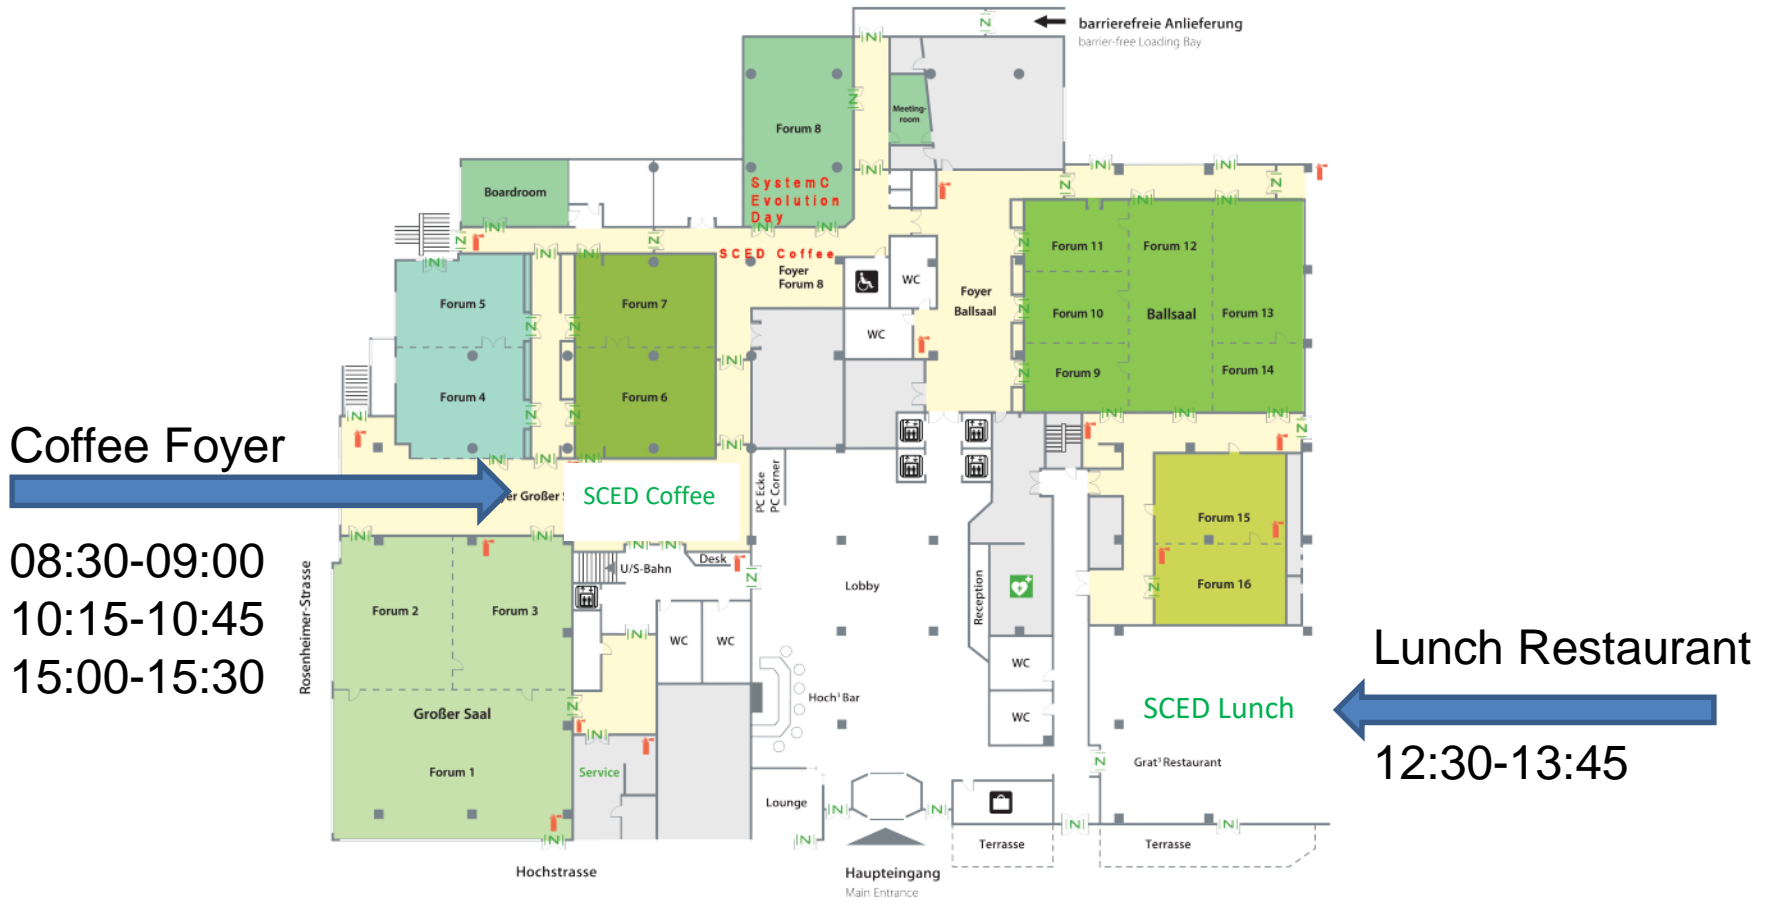 barrierefreie Anlieferung
barrier-free Loading Bay
Meeting-
room
Forum 8
SystemC
Evolution
Day
Boardroom
SCED Coffee
Foyer
Forum 8
WC
WC
Foyer
Ballsaal
Forum 11
Forum 12
Forum 10
Ballsaal
Forum 13
Forum 9
Forum 14
Forum 5
Forum 7
Forum 4
Forum 6
Coffee Foyer
er Großer
SCED Coffee
PC Ecke
PC Corner
08:30-09:00
10:15-10:45
15:00-15:30
Rosenheimer-Strasse
Forum 2
Forum 3
U/S-Bahn
Desk
Lobby
Reception
Forum 15
Forum 16
WC
WC
WC
WC
Hoch³ Bar
Großer Saal
Forum 1
Service
Lounge
Lunch Restaurant
SCED Lunch
12:30-13:45
Grat³ Restaurant
Terrasse
Terrasse
Hochstrasse
Haupteingang
Main Entrance